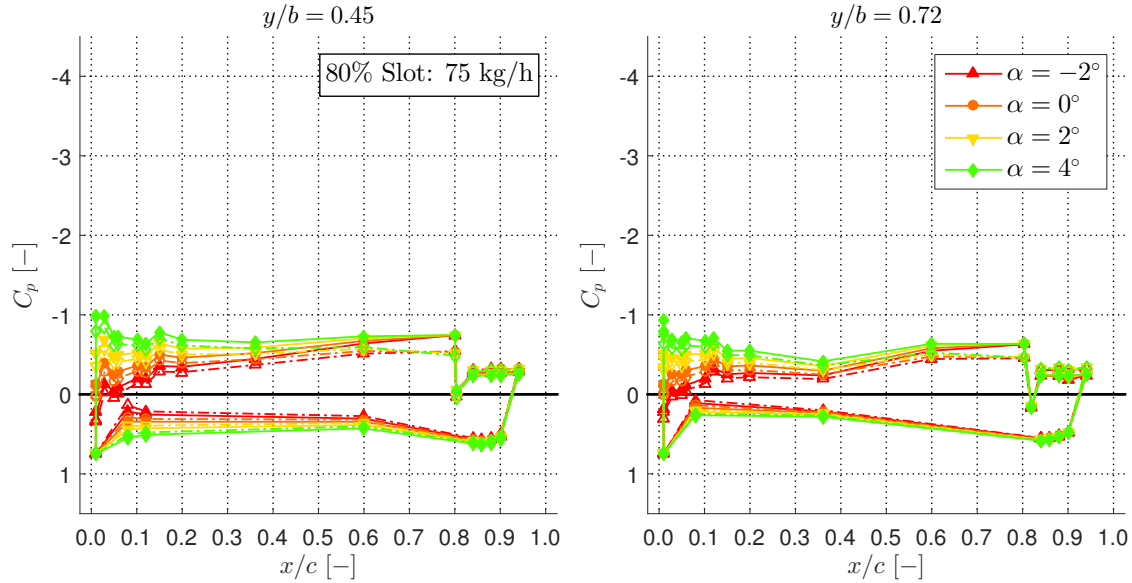 y/b = 0.45
y/b = 0.72
80% Slot: 75 kg/h
α = −2°
α = 0°
α = 2°
α = 4°
-4
-3
-2
-1
0
1
C_p [−]
0.0 0.1 0.2 0.3 0.4 0.5 0.6 0.7 0.8 0.9 1.0
x/c [−]
-4
-3
-2
-1
0
1
C_p [−]
0.0 0.1 0.2 0.3 0.4 0.5 0.6 0.7 0.8 0.9 1.0
x/c [−]